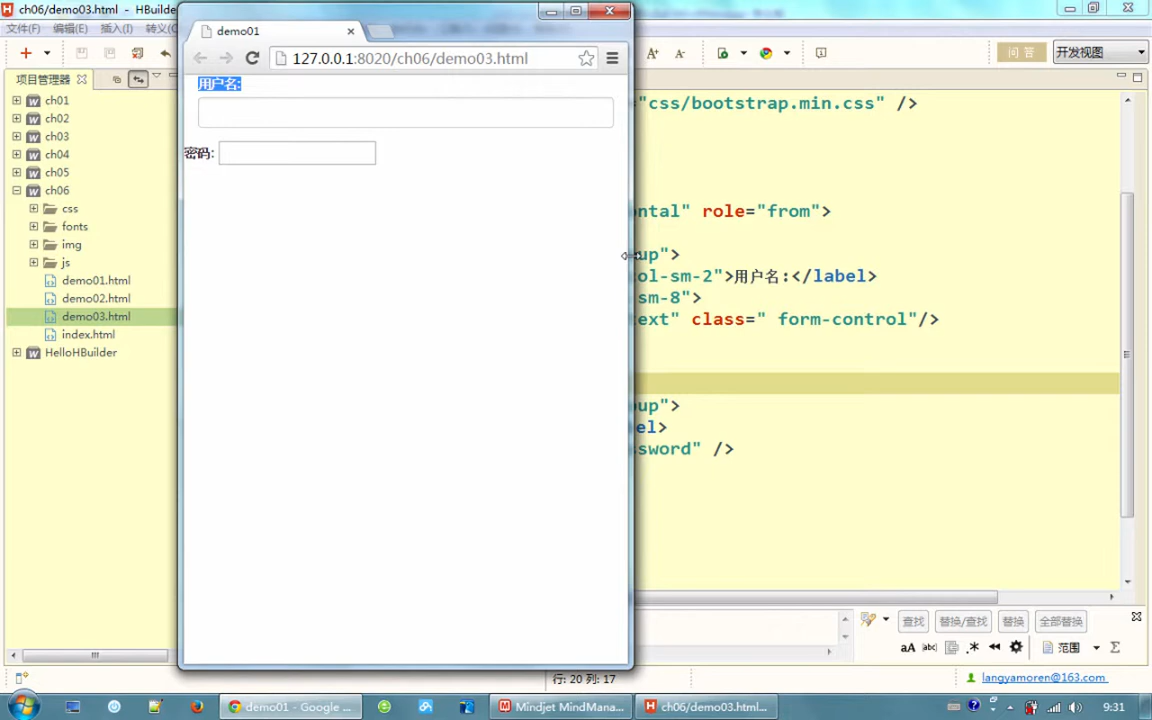 ch06/demo03.html - HBuilde
文件(F) 编辑(E) 插入(I) 转义(
问 答
开发视图
项目管理器
ch01
ch02
ch03
ch04
ch05
ch06
css
fonts
img
js
demo01.html
demo02.html
demo03.html
index.html
HelloHBuilder
demo01
127.0.0.1:8020/ch06/demo03.html
用户名:
密码:
="css/bootstrap.min.css" />
ntal" role="from">
up">
ol-sm-2">用户名:</label>
sm-8">
ext" class=" form-control"/>
up">
el>
ssword" />
查找 替换/查找 替换 全部替换
范围
行: 20 列: 17
langyamoren@163.com
demo01 - Google ...
Mindjet MindMana...
ch06/demo03.html...
9:31